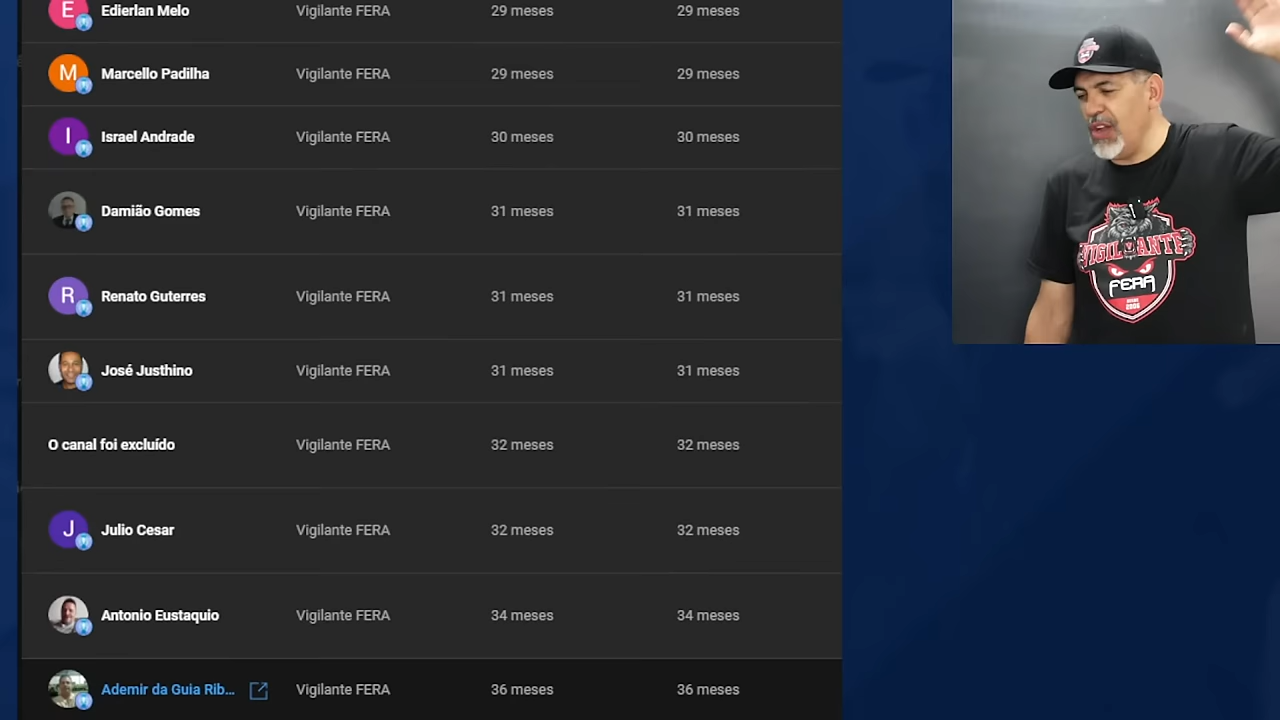 E Edierlan Melo Vigilante FERA 29 meses 29 meses
M Marcello Padilha Vigilante FERA 29 meses 29 meses
I Israel Andrade Vigilante FERA 30 meses 30 meses
Damião Gomes Vigilante FERA 31 meses 31 meses
R Renato Guterres Vigilante FERA 31 meses 31 meses
José Justhino Vigilante FERA 31 meses 31 meses
O canal foi excluído Vigilante FERA 32 meses 32 meses
J Julio Cesar Vigilante FERA 32 meses 32 meses
Antonio Eustaquio Vigilante FERA 34 meses 34 meses
Ademir da Guia Rib... Vigilante FERA 36 meses 36 meses
VIGILANTE
FERA